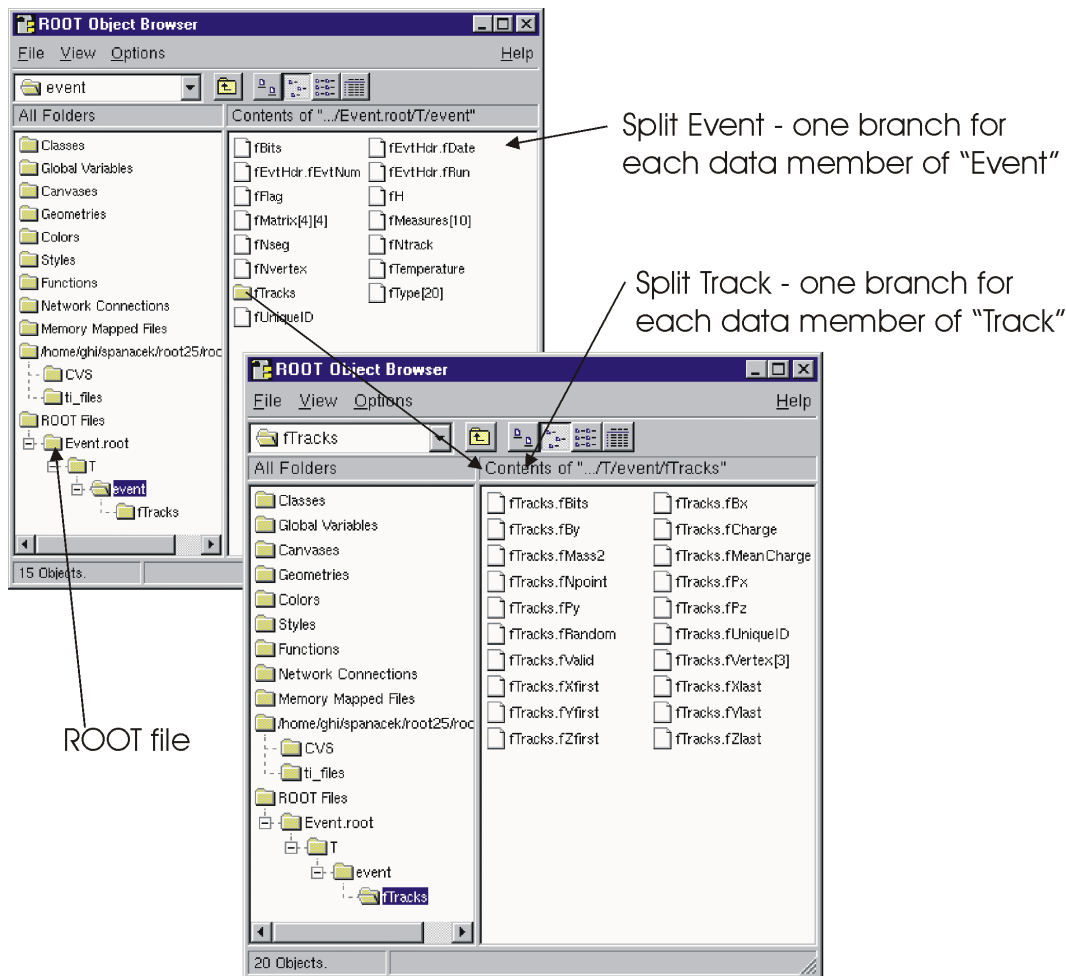 ROOT Object Browser
File View Options Help
event
All Folders
Contents of ".../Event.root/T/event"
Classes
Global Variables
Canvases
Geometries
Colors
Styles
Functions
Network Connections
Memory Mapped Files
/home/ghi/spanacek/root25/roo
CVS
ti_files
ROOT Files
Event.root
T
event
fTracks
15 Objects.
fBits fEvtHdr.fDate
fEvtHdr.fEvtNum fEvtHdr.fRun
fFlag fH
fMatrix[4][4] fMeasures[10]
fNseg fNtrack
fNvertex fTemperature
fTracks fType[20]
fUniqueID
Split Event - one branch for
each data member of “Event”
Split Track - one branch for
each data member of “Track”
ROOT file
ROOT Object Browser
File View Options Help
fTracks
All Folders
Contents of ".../T/event/fTracks"
Classes
Global Variables
Canvases
Geometries
Colors
Styles
Functions
Network Connections
Memory Mapped Files
/home/ghi/spanacek/root25/roo
CVS
ti_files
ROOT Files
Event.root
T
event
fTracks
20 Objects.
fTracks.fBits fTracks.fBx
fTracks.fBy fTracks.fCharge
fTracks.fMass2 fTracks.fMeanCharge
fTracks.fNpoint fTracks.fPx
fTracks.fPy fTracks.fPz
fTracks.fRandom fTracks.fUniqueID
fTracks.fValid fTracks.fVertex[3]
fTracks.fXfirst fTracks.fXlast
fTracks.fYfirst fTracks.fYlast
fTracks.fZfirst fTracks.fZlast